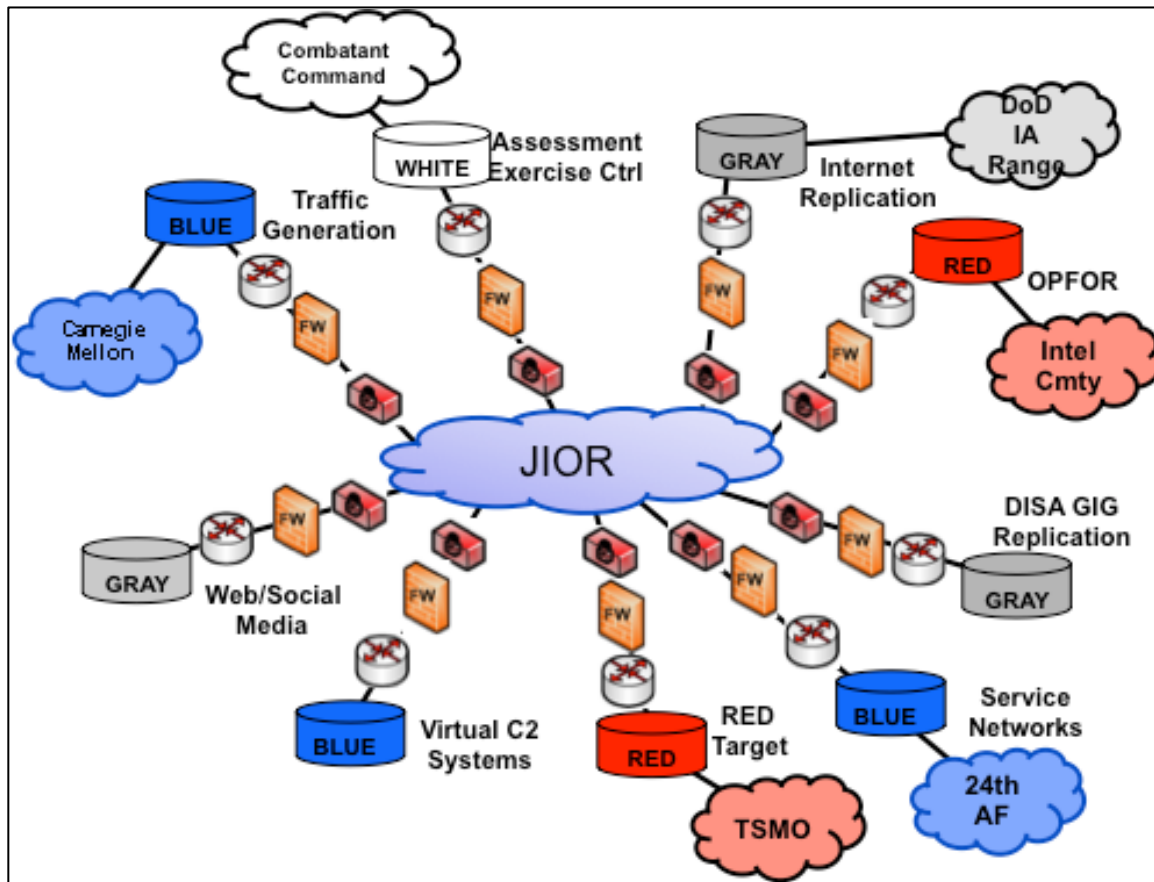 Combatant
Command
WHITE
Assessment
Exercise Ctrl
FW
GRAY
Internet
Replication
DoD
IA
Range
FW
BLUE
Traffic
Generation
Carnegie
Mellon
FW
RED
OPFOR
Intel
Cmty
FW
JIOR
GRAY
Web/Social
Media
FW
DISA GIG
Replication
GRAY
FW
BLUE
Virtual C2
Systems
FW
RED
RED
Target
TSMO
FW
BLUE
Service
Networks
24th
AF
FW